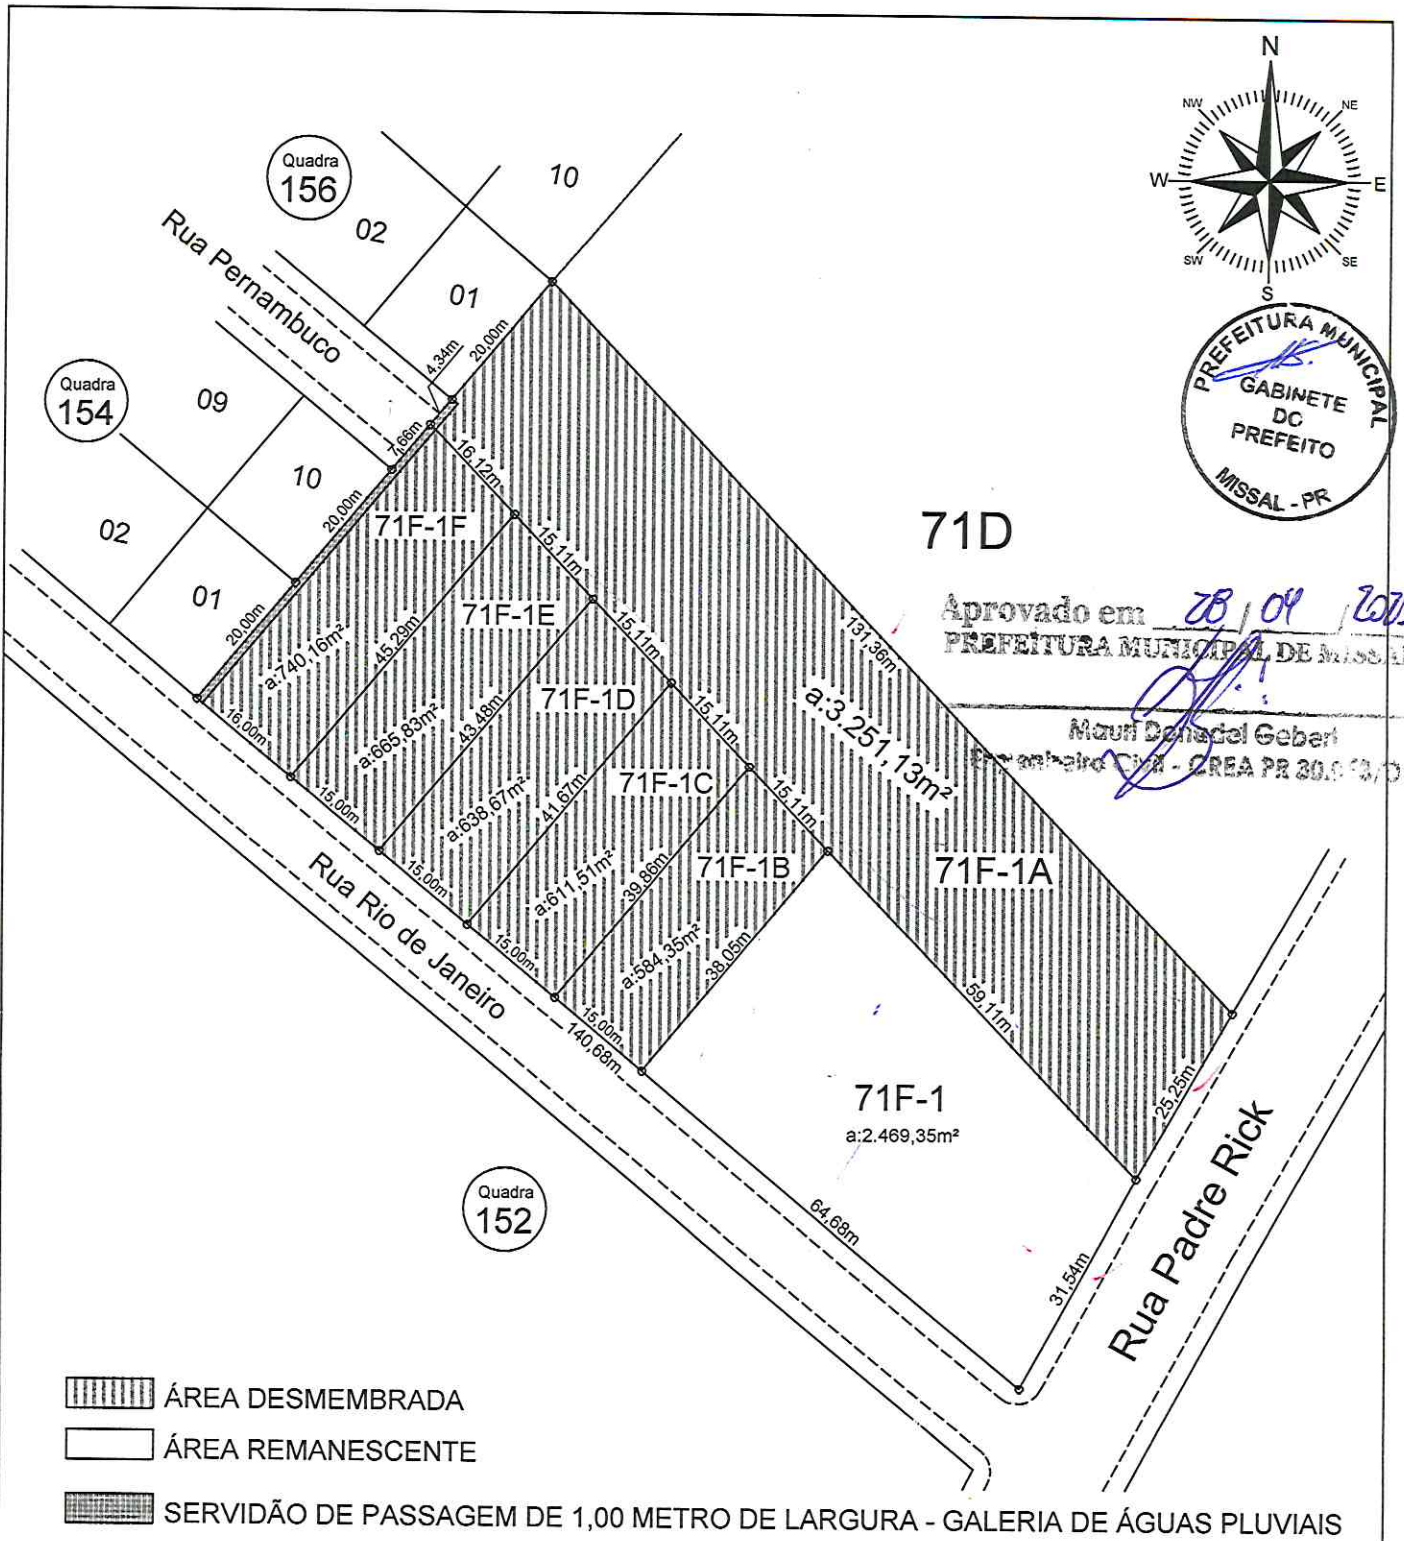 N
NW
NE
W
E
SW
SE
S
Quadra
156
10
02
01
Rua Pernambuco
4,34m
20,00m
PREFEITURA MUNICIPAL
GABINETE
DO
PREFEITO
MISSAL - PR
Quadra
154
09
10
02
01
7,66m
20,00m
20,00m
16,12m
15,11m
15,11m
15,11m
15,11m
71F-1F
a:740,16m²
45,29m
16,00m
71F-1E
a:665,83m²
43,48m
15,00m
71F-1D
a:638,67m²
41,67m
15,00m
71F-1C
a:611,51m²
39,86m
15,00m
71F-1B
a:584,35m²
38,05m
15,00m
140,68m
71D
131,36m
a:3.251,13m²
71F-1A
59,11m
25,25m
Aprovado em 28 / 04 /
PREFEITURA MUNICIPAL DE
Civil - CREA PR
Rua Rio de Janeiro
71F-1
a:2.469,35m²
64,68m
31,54m
Rua Padre Rick
Quadra
152
ÁREA DESMEMBRADA
ÁREA REMANESCENTE
SERVIDÃO DE PASSAGEM DE 1,00 METRO DE LARGURA - GALERIA DE ÁGUAS PLUVIAIS